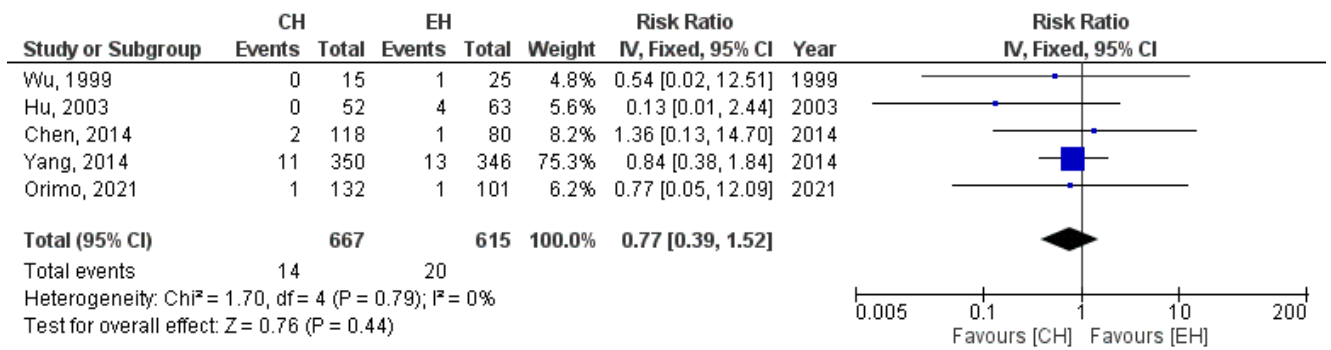 CH EH Risk Ratio Risk Ratio
Study or Subgroup Events Total Events Total Weight IV, Fixed, 95% CI Year IV, Fixed, 95% CI
Wu, 1999 0 15 1 25 4.8% 0.54 [0.02, 12.51] 1999
Hu, 2003 0 52 4 63 5.6% 0.13 [0.01, 2.44] 2003
Chen, 2014 2 118 1 80 8.2% 1.36 [0.13, 14.70] 2014
Yang, 2014 11 350 13 346 75.3% 0.84 [0.38, 1.84] 2014
Orimo, 2021 1 132 1 101 6.2% 0.77 [0.05, 12.09] 2021
Total (95% CI) 667 615 100.0% 0.77 [0.39, 1.52]
Total events 14 20
Heterogeneity: Chi² = 1.70, df = 4 (P = 0.79); I² = 0%
Test for overall effect: Z = 0.76 (P = 0.44)
0.005 0.1 1 10 200
Favours [CH] Favours [EH]